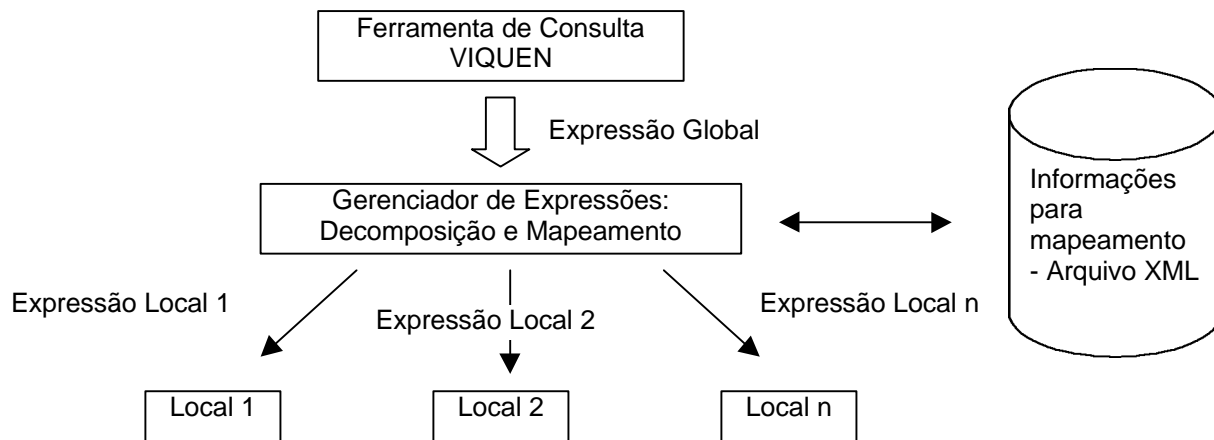 Ferramenta de Consulta
VIQUEN
Expressão Global
Gerenciador de Expressões:
Decomposição e Mapeamento
Informações
para
mapeamento
- Arquivo XML
Expressão Local 1
Expressão Local 2
Expressão Local n
Local 1
Local 2
Local n